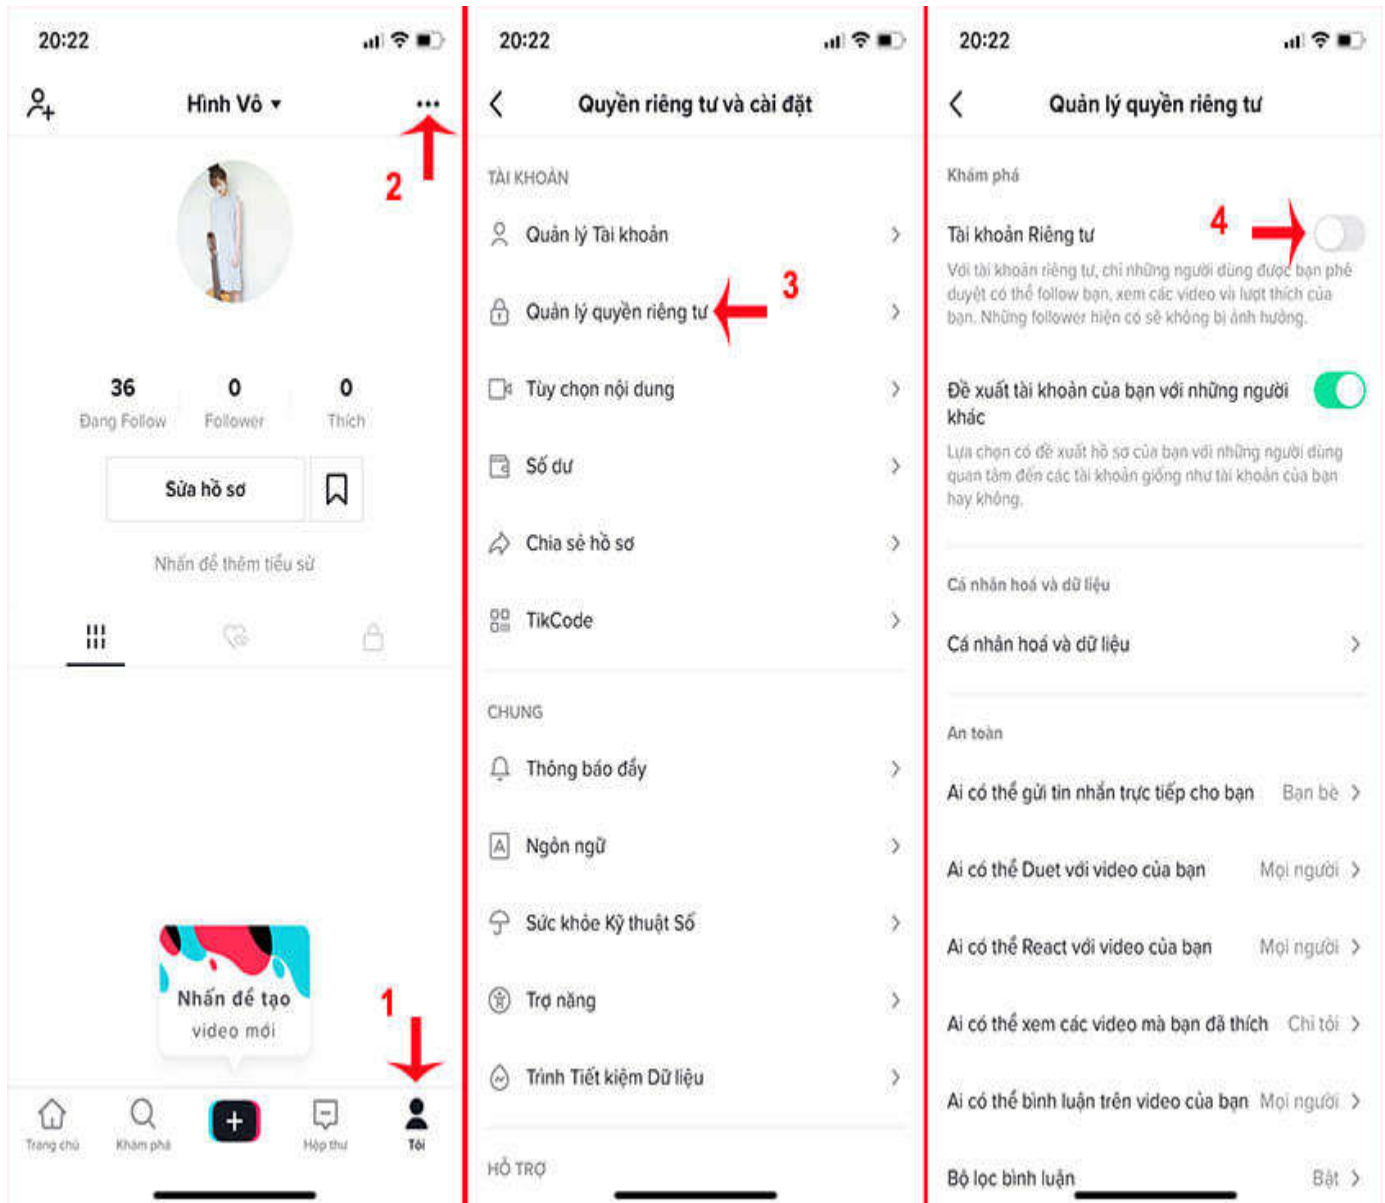 20:22
Hình Vô ▾
2
36
0
0
Đang Follow
Follower
Thích
Sửa hồ sơ
Nhấn để thêm tiểu sử
Nhấn để tạo
video mới
1
Trang chủ
Khám phá
Hộp thư
Tôi
20:22
Quyền riêng tư và cài đặt
TÀI KHOẢN
Quản lý Tài khoản
Quản lý quyền riêng tư
3
Tùy chọn nội dung
Số dư
Chia sẻ hồ sơ
TikCode
CHUNG
Thông báo đẩy
Ngôn ngữ
Sức khỏe Kỹ thuật Số
Trợ năng
Trình Tiết kiệm Dữ liệu
HỖ TRỢ
20:22
Quản lý quyền riêng tư
Khám phá
Tài khoản Riêng tư
4
Với tài khoản riêng tư, chỉ những người dùng được bạn phê
duyệt có thể follow bạn, xem các video và lượt thích của
bạn. Những follower hiện có sẽ không bị ảnh hưởng.
Đề xuất tài khoản của bạn với những người
khác
Lựa chọn có đề xuất hồ sơ của bạn với những người dùng
quan tâm đến các tài khoản giống như tài khoản của bạn
hay không.
Cá nhân hoá và dữ liệu
Cá nhân hoá và dữ liệu
An toàn
Ai có thể gửi tin nhắn trực tiếp cho bạn Bạn bè
Ai có thể Duet với video của bạn Mọi người
Ai có thể React với video của bạn Mọi người
Ai có thể xem các video mà bạn đã thích Chỉ tôi
Ai có thể bình luận trên video của bạn Mọi người
Bộ lọc bình luận Bật